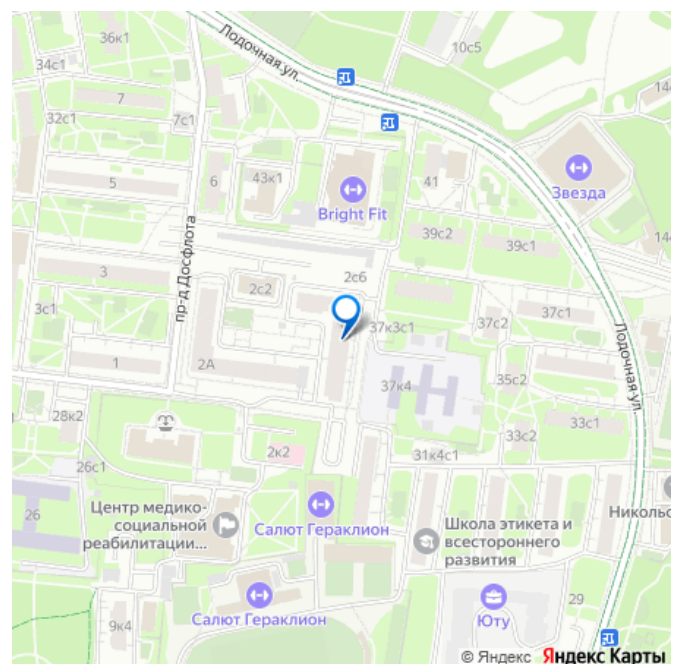 36к1
Лодочная ул.
10с5
34с1
7
14
32с1
7с1
5
6
43к1
41
Звезда
Bright Fit
пр-д Досфлота
39с2
39с1
14
3
2с6
2с2
3с1
37к3с1
37с2
37с1
1
2А
Лодочная ул.
37к4
35с2
28к2
33с2
33с1
2к2
31к4с1
26с1
26
Центр медико-
социальной
реабилитации...
Салют Гераклион
Школа этикета и
всестороннего
развития
Никольс
Салют Гераклион
Юту
29
9к4
© Яндекс Яндекс Карты